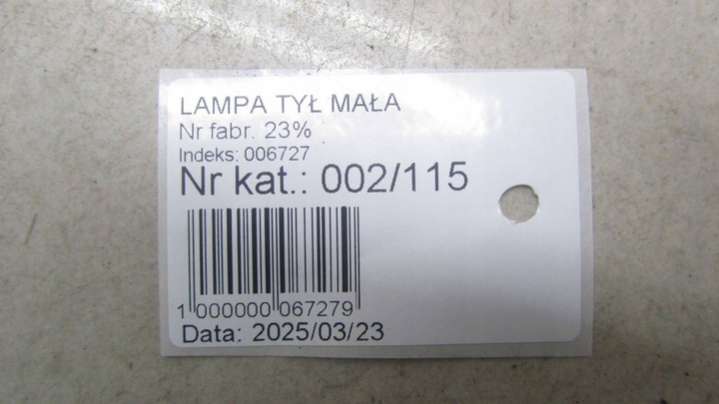 LAMPA TYŁ MAŁA
Nr fabr. 23%
Indeks: 006727
Nr kat.: 002/115
1 000000 067279
Data: 2025/03/23